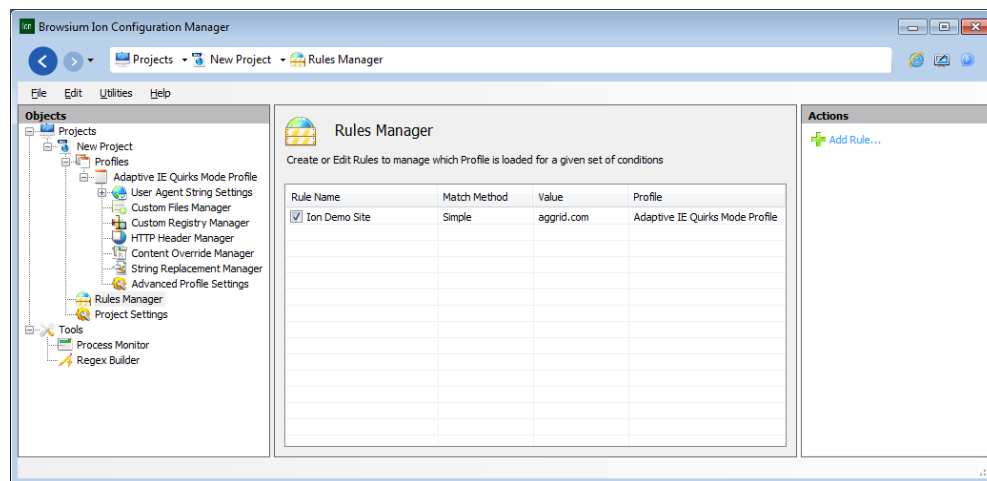 Ion Browsium Ion Configuration Manager
Projects New Project Rules Manager
File Edit Utilities Help
Objects
Projects
New Project
Profiles
Adaptive IE Quirks Mode Profile
User Agent String Settings
Custom Files Manager
Custom Registry Manager
HTTP Header Manager
Content Override Manager
String Replacement Manager
Advanced Profile Settings
Rules Manager
Project Settings
Tools
Process Monitor
Regex Builder
Rules Manager
Create or Edit Rules to manage which Profile is loaded for a given set of conditions
Rule Name Match Method Value Profile
Ion Demo Site Simple aggrid.com Adaptive IE Quirks Mode Profile
Actions
Add Rule...